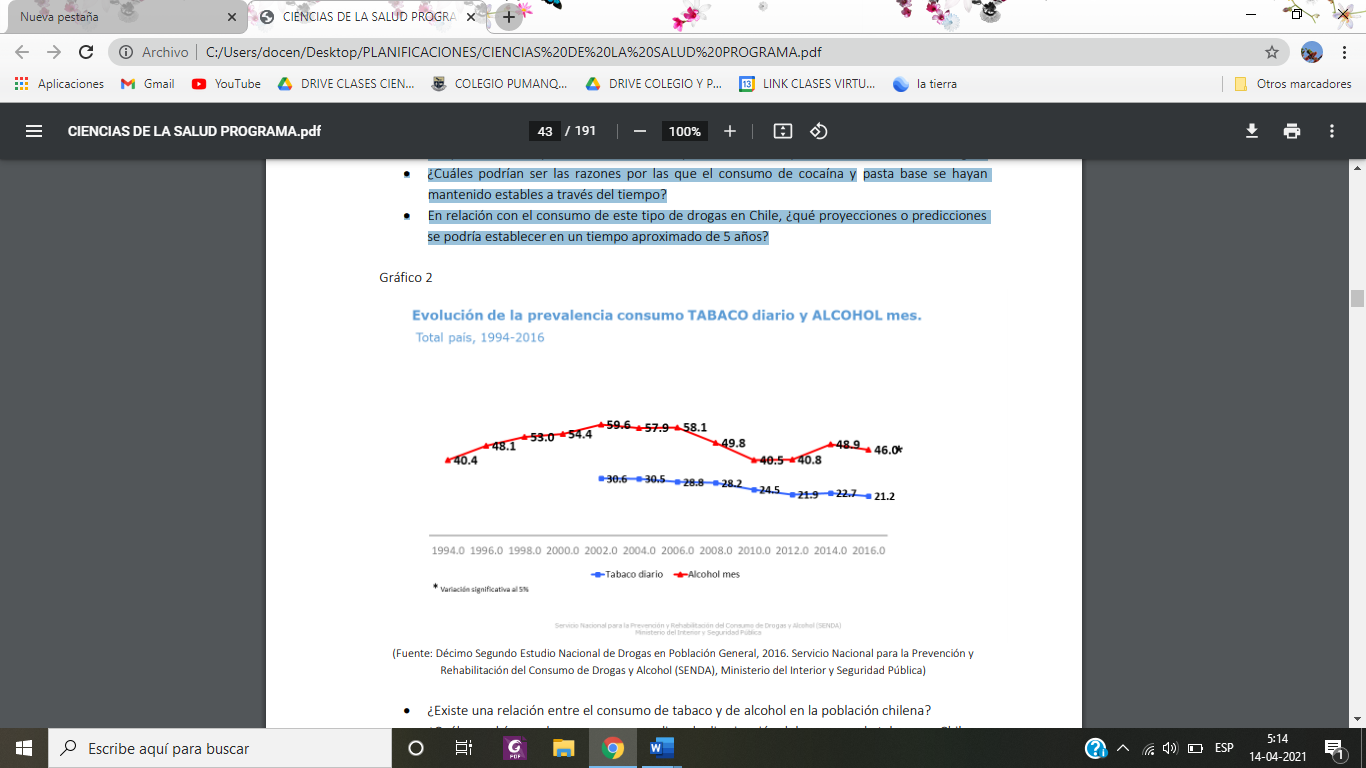 Nueva pestaña
CIENCIAS DE LA SALUD PROGRA
Archivo
C:/Users/docen/Desktop/PLANIFICACIONES/CIENCIAS%20DE%20LA%20SALUD%20PROGRAMA.pdf
Aplicaciones
Gmail
YouTube
DRIVE CLASES CIEN...
COLEGIO PUMANQ...
DRIVE COLEGIO Y P...
13
LINK CLASES VIRTU...
la tierra
Otros marcadores
CIENCIAS DE LA SALUD PROGRAMA.pdf
43 / 191
100%
• ¿Cuáles podrían ser las razones por las que el consumo de cocaína y pasta base se hayan
mantenido estables a través del tiempo?
• En relación con el consumo de este tipo de drogas en Chile, ¿qué proyecciones o predicciones
se podría establecer en un tiempo aproximado de 5 años?
Gráfico 2
Evolución de la prevalencia consumo TABACO diario y ALCOHOL mes.
Total país, 1994-2016
40.4 48.1 53.0 54.4 59.6 57.9 58.1 49.8 40.5 40.8 48.9 46.0*
30.6 30.5 28.8 28.2 24.5 21.9 22.7 21.2
1994.0 1996.0 1998.0 2000.0 2002.0 2004.0 2006.0 2008.0 2010.0 2012.0 2014.0 2016.0
Tabaco diario Alcohol mes
* Variación significativa al 5%
Servicio Nacional para la Prevención y Rehabilitación del Consumo de Drogas y Alcohol (SENDA)
Ministerio del Interior y Seguridad Pública
(Fuente: Décimo Segundo Estudio Nacional de Drogas en Población General, 2016. Servicio Nacional para la Prevención y
Rehabilitación del Consumo de Drogas y Alcohol (SENDA), Ministerio del Interior y Seguridad Pública)
• ¿Existe una relación entre el consumo de tabaco y de alcohol en la población chilena?
Escribe aquí para buscar
ESP
5:14
14-04-2021
1